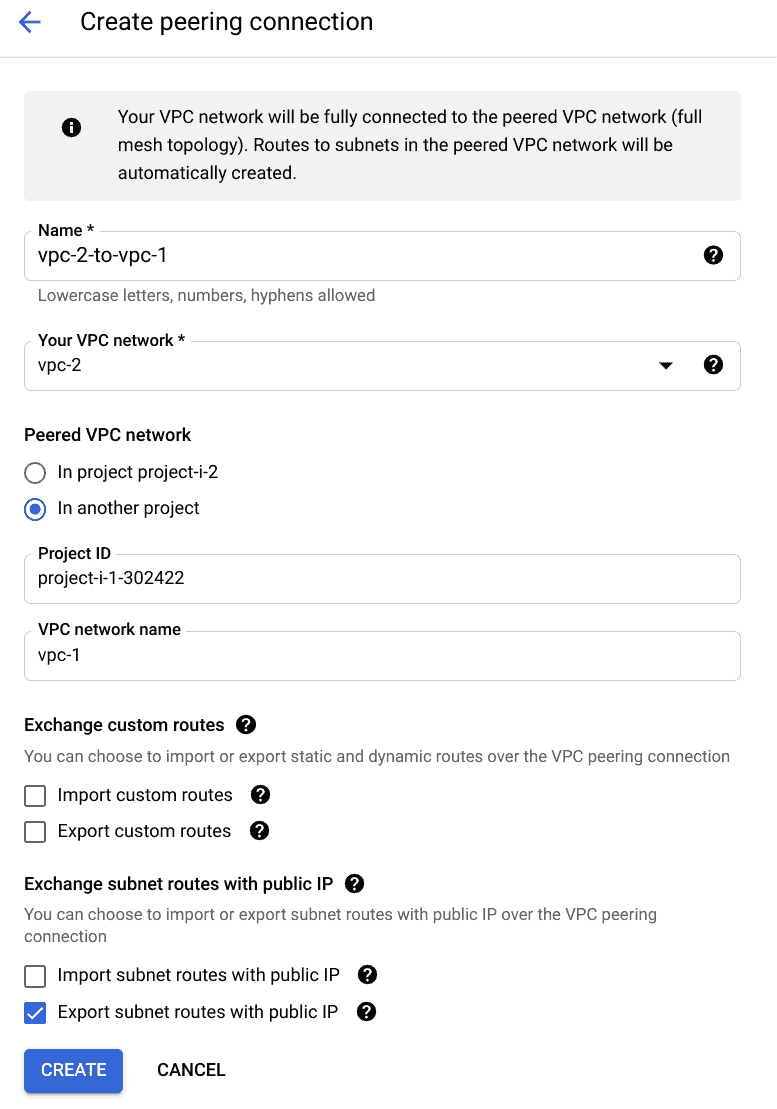 Create peering connection
Your VPC network will be fully connected to the peered VPC network (full
mesh topology). Routes to subnets in the peered VPC network will be
automatically created.
Name *
vpc-2-to-vpc-1
Lowercase letters, numbers, hyphens allowed
Your VPC network *
vpc-2
Peered VPC network
In project project-i-2
In another project
Project ID
project-i-1-302422
VPC network name
vpc-1
Exchange custom routes
You can choose to import or export static and dynamic routes over the VPC peering connection
Import custom routes
Export custom routes
Exchange subnet routes with public IP
You can choose to import or export subnet routes with public IP over the VPC peering
connection
Import subnet routes with public IP
Export subnet routes with public IP
CREATE CANCEL